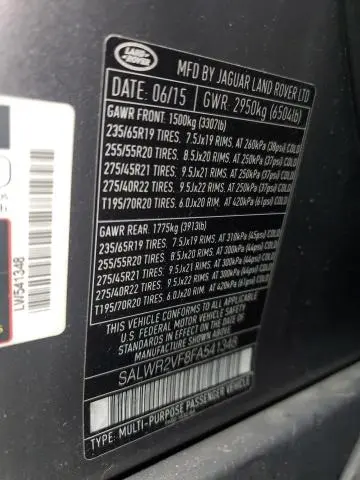 LAND
ROVER
MFD BY JAGUAR LAND ROVER LTD
DATE: 06/15 GWR: 2950kg (6504lb)
GAWR FRONT: 1500kg (3307lb)
235/65R19 TIRES, 7.5Jx19 RIMS, AT 260kPa (38psi) COLD
255/55R20 TIRES, 8.5Jx20 RIMS, AT 250kPa (37psi) COLD
275/45R21 TIRES, 9.5Jx21 RIMS, AT 250kPa (37psi) COLD
275/40R22 TIRES, 9.5Jx22 RIMS, AT 250kPa (37psi) COLD
T195/70R20 TIRES, 6.0Jx20 RIM, AT 420kPa (61psi) COLD
GAWR REAR: 1775kg (3913lb)
235/65R19 TIRES, 7.5Jx19 RIMS, AT 310kPa (45psi) COLD
255/55R20 TIRES, 8.5Jx20 RIMS, AT 300kPa (44psi) COLD
275/45R21 TIRES, 9.5Jx21 RIMS, AT 300kPa (44psi) COLD
275/40R22 TIRES, 9.5Jx22 RIMS, AT 300kPa (44psi) COLD
T195/70R20 TIRES, 6.0Jx20 RIM, AT 420kPa (61psi) COLD
THIS VEHICLE CONFORMS TO ALL APPLICABLE
U.S. FEDERAL MOTOR VEHICLE SAFETY
STANDARDS IN EFFECT ON THE DATE
OF MANUFACTURE SHOWN ABOVE
SALWR2VF8FA541348
TYPE: MULTI-PURPOSE PASSENGER VEHICLE
LW541348